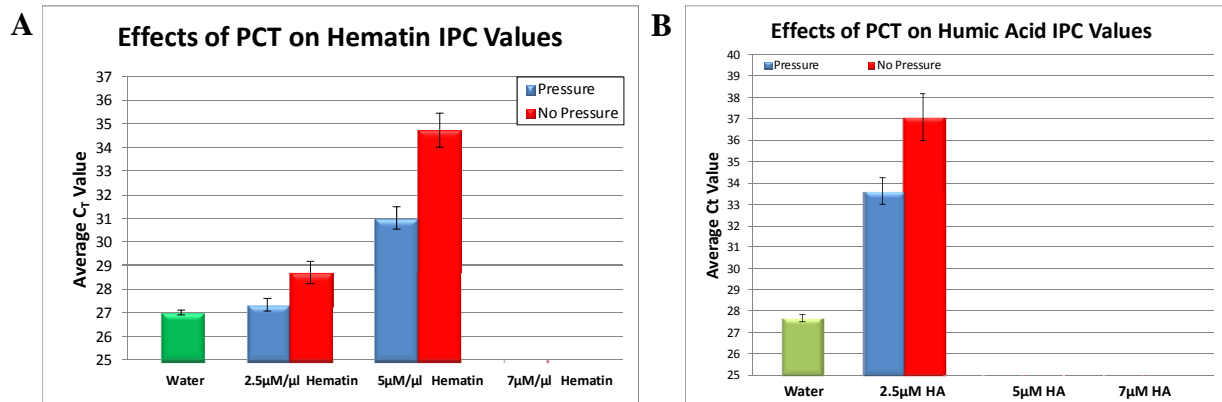 A
Effects of PCT on Hematin IPC Values
37
36
35
34
33
32
31
30
29
28
27
26
25
Average CT Value
Pressure
No Pressure
Water
2.5µM/µl Hematin
5µM/µl Hematin
7µM/µl Hematin
B
Effects of PCT on Humic Acid IPC Values
40
39
38
37
36
35
34
33
32
31
30
29
28
27
26
25
Average Ct Value
Pressure
No Pressure
Water
2.5µM HA
5µM HA
7µM HA